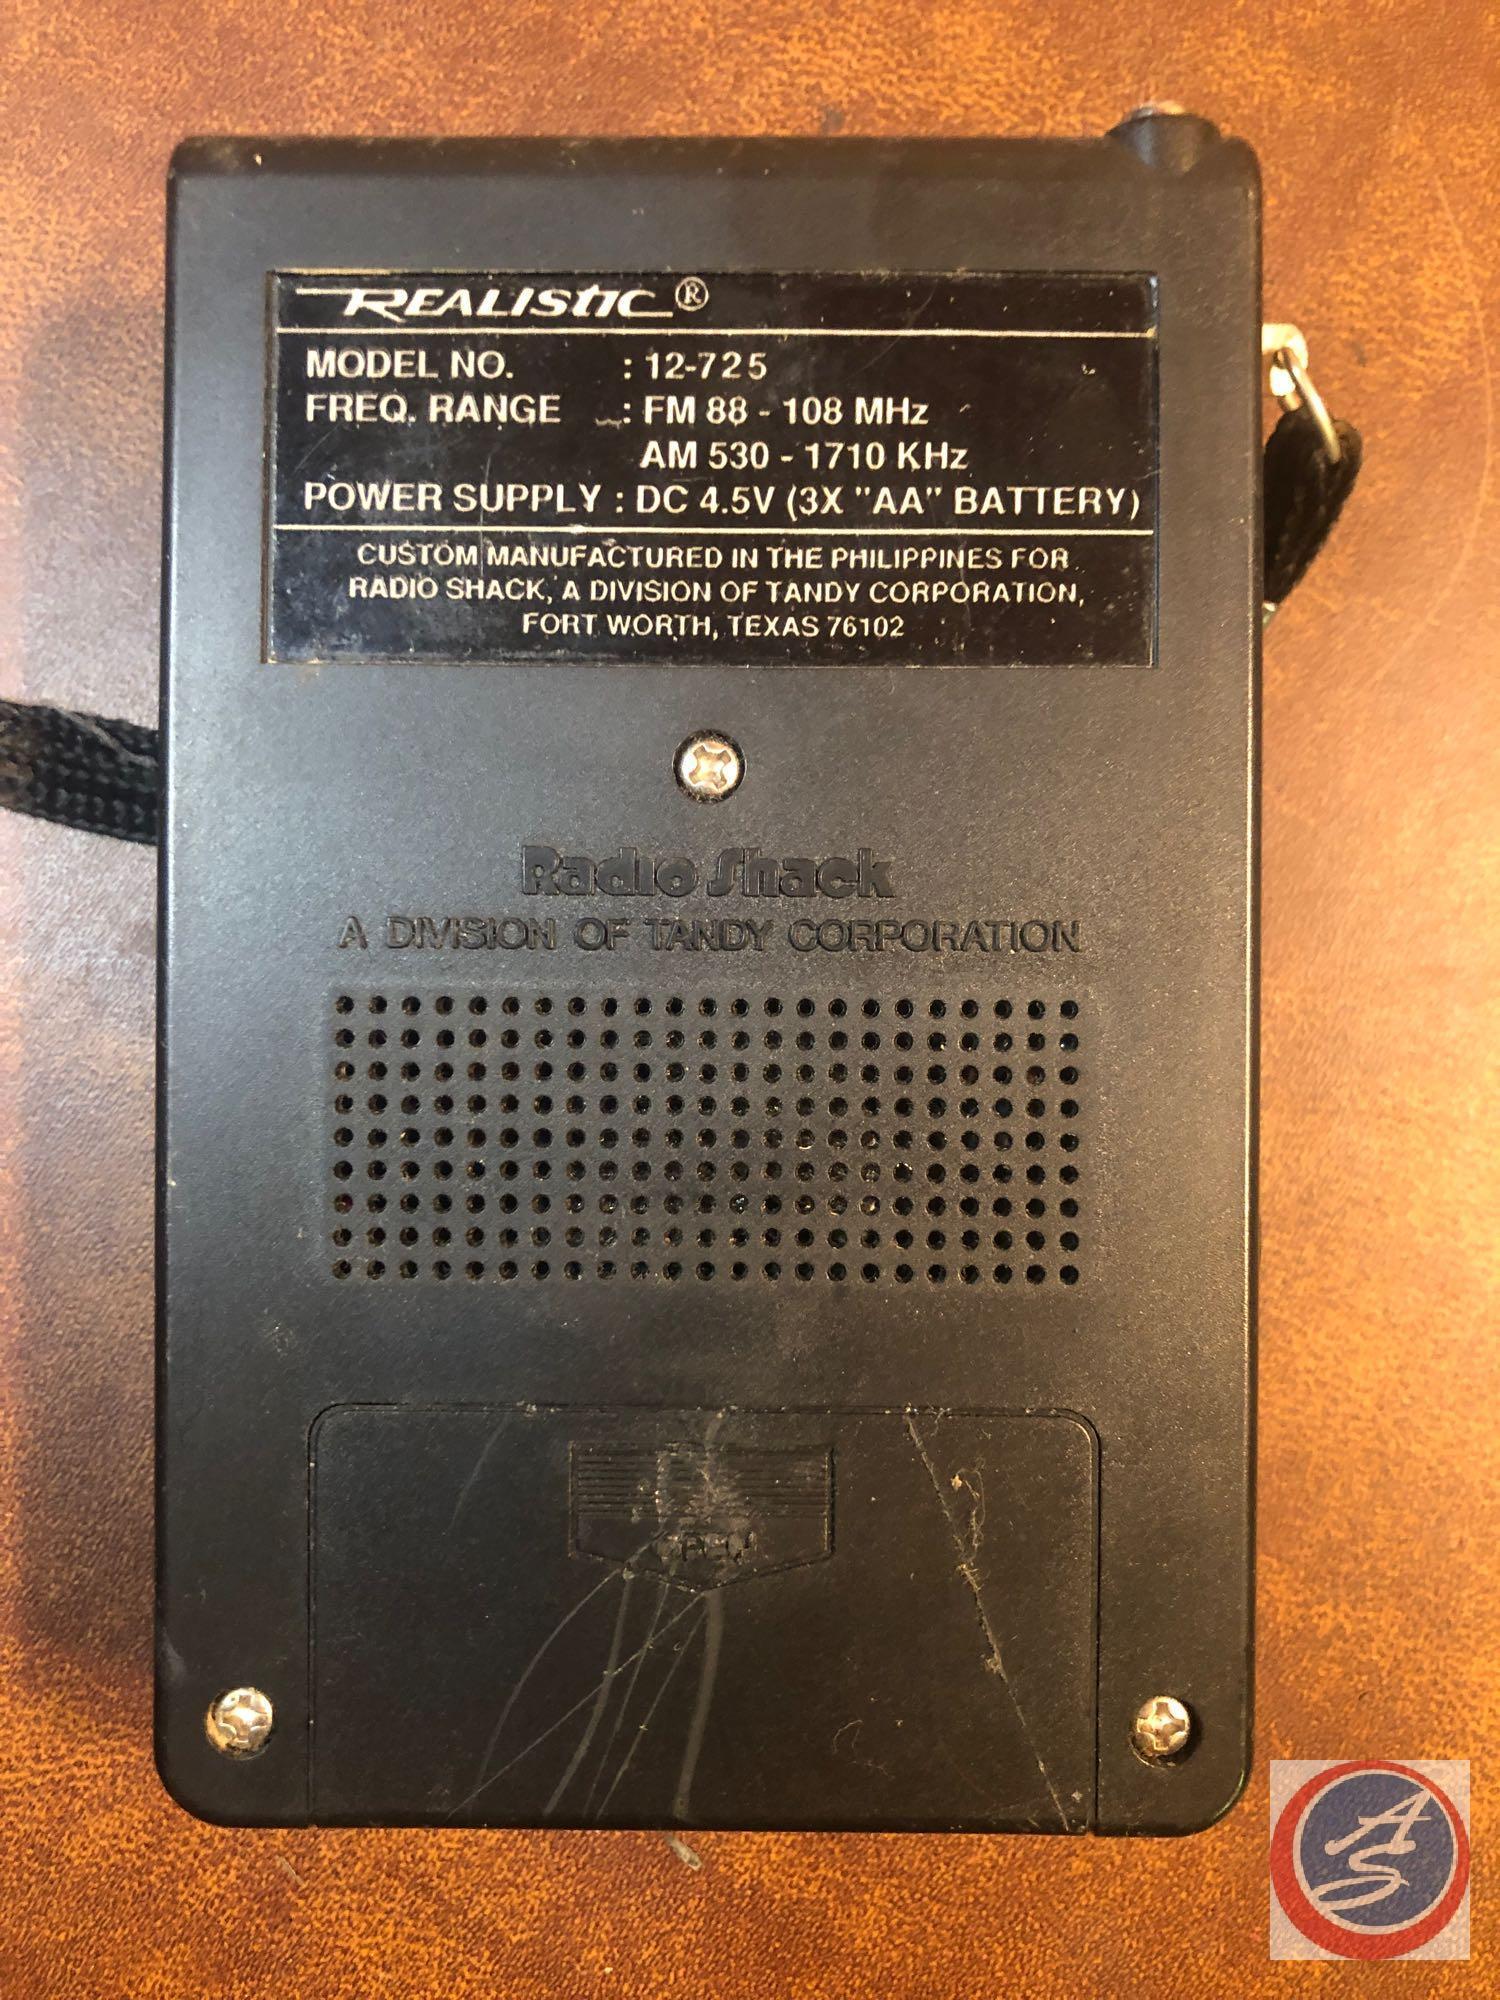 REALISTIC®
MODEL NO. : 12-725
FREQ. RANGE : FM 88 - 108 MHz
AM 530 - 1710 KHz
POWER SUPPLY : DC 4.5V (3X "AA" BATTERY)
CUSTOM MANUFACTURED IN THE PHILIPPINES FOR
RADIO SHACK, A DIVISION OF TANDY CORPORATION,
FORT WORTH, TEXAS 76102
Radio Shack
A DIVISION OF TANDY CORPORATION
OPEN
AS